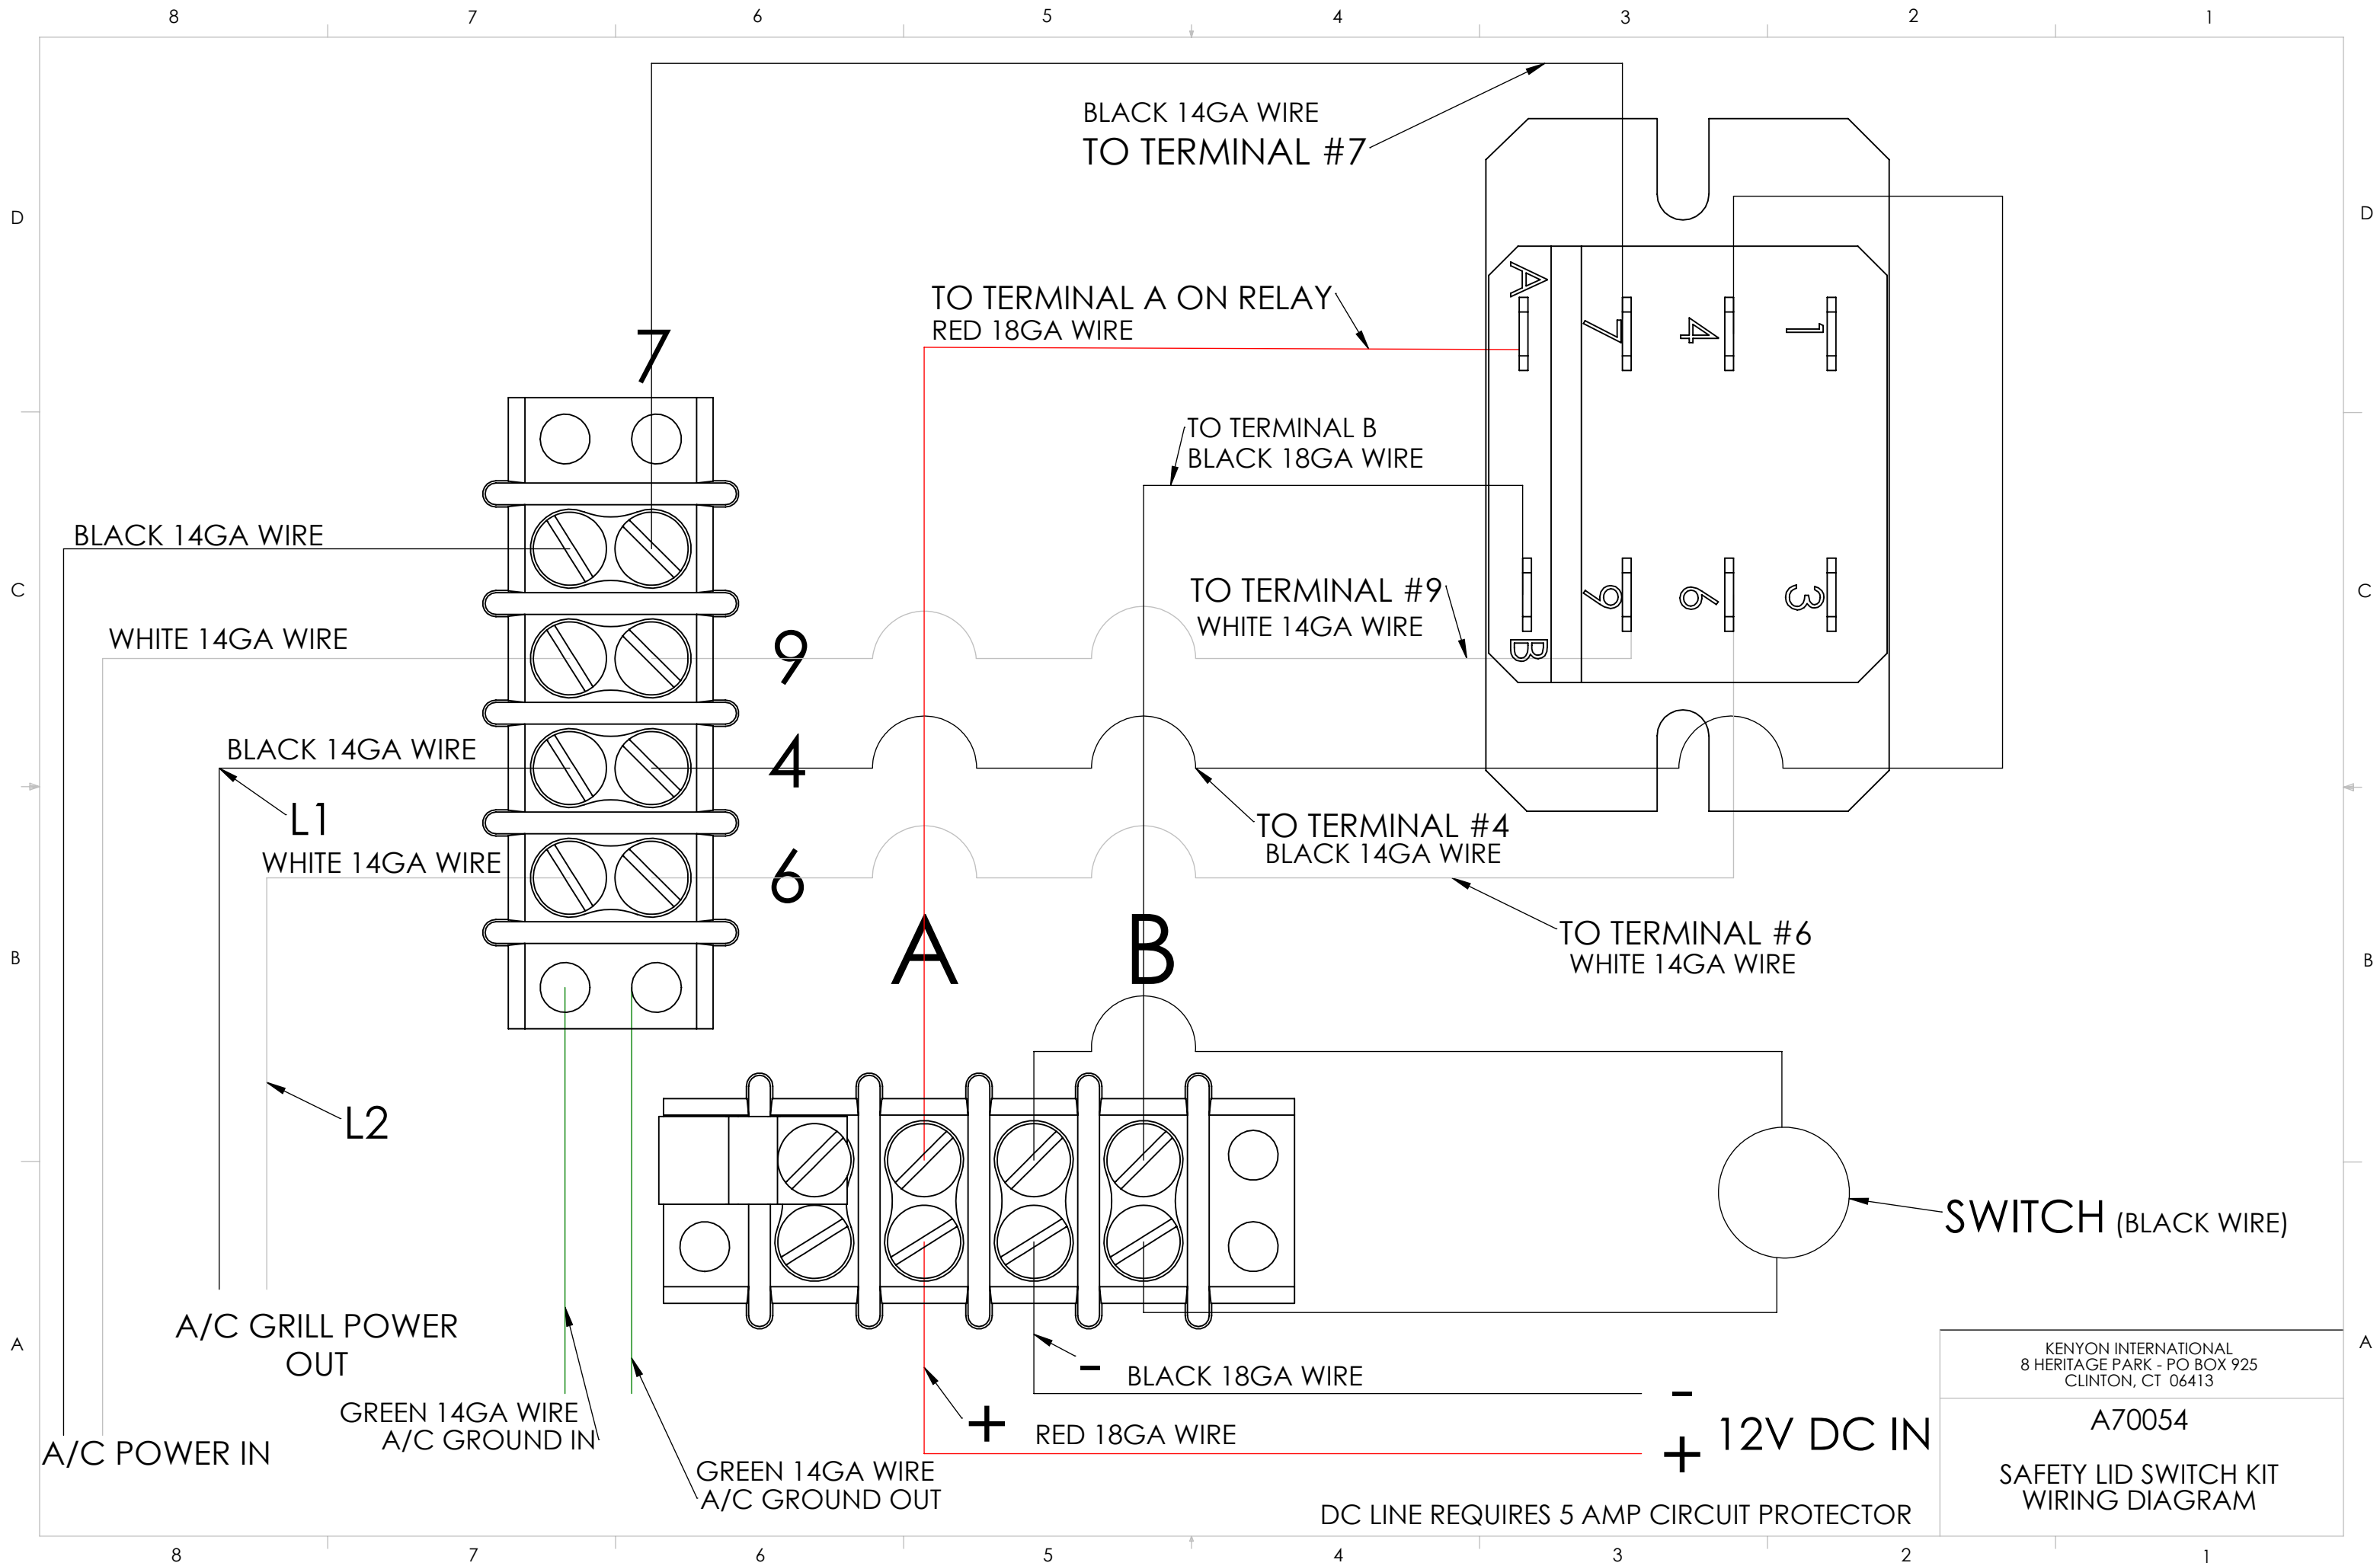 8 7 6 5 4 3 2 1
BLACK 14GA WIRE
TO TERMINAL #7
D D
TO TERMINAL A ON RELAY
RED 18GA WIRE
A 7 4 1
7
TO TERMINAL B
BLACK 18GA WIRE
BLACK 14GA WIRE
C C
TO TERMINAL #9
WHITE 14GA WIRE
B 9 6 3
WHITE 14GA WIRE
9
BLACK 14GA WIRE
4
L1
TO TERMINAL #4
BLACK 14GA WIRE
WHITE 14GA WIRE
6
TO TERMINAL #6
WHITE 14GA WIRE
B B
A B
L2
SWITCH (BLACK WIRE)
A/C GRILL POWER
OUT
A A
- BLACK 18GA WIRE
-
+ RED 18GA WIRE
12V DC IN
+
GREEN 14GA WIRE
A/C GROUND IN
A/C POWER IN
GREEN 14GA WIRE
A/C GROUND OUT
DC LINE REQUIRES 5 AMP CIRCUIT PROTECTOR
KENYON INTERNATIONAL
8 HERITAGE PARK - PO BOX 925
CLINTON, CT 06413
A70054
SAFETY LID SWITCH KIT
WIRING DIAGRAM
8 7 6 5 4 3 2 1